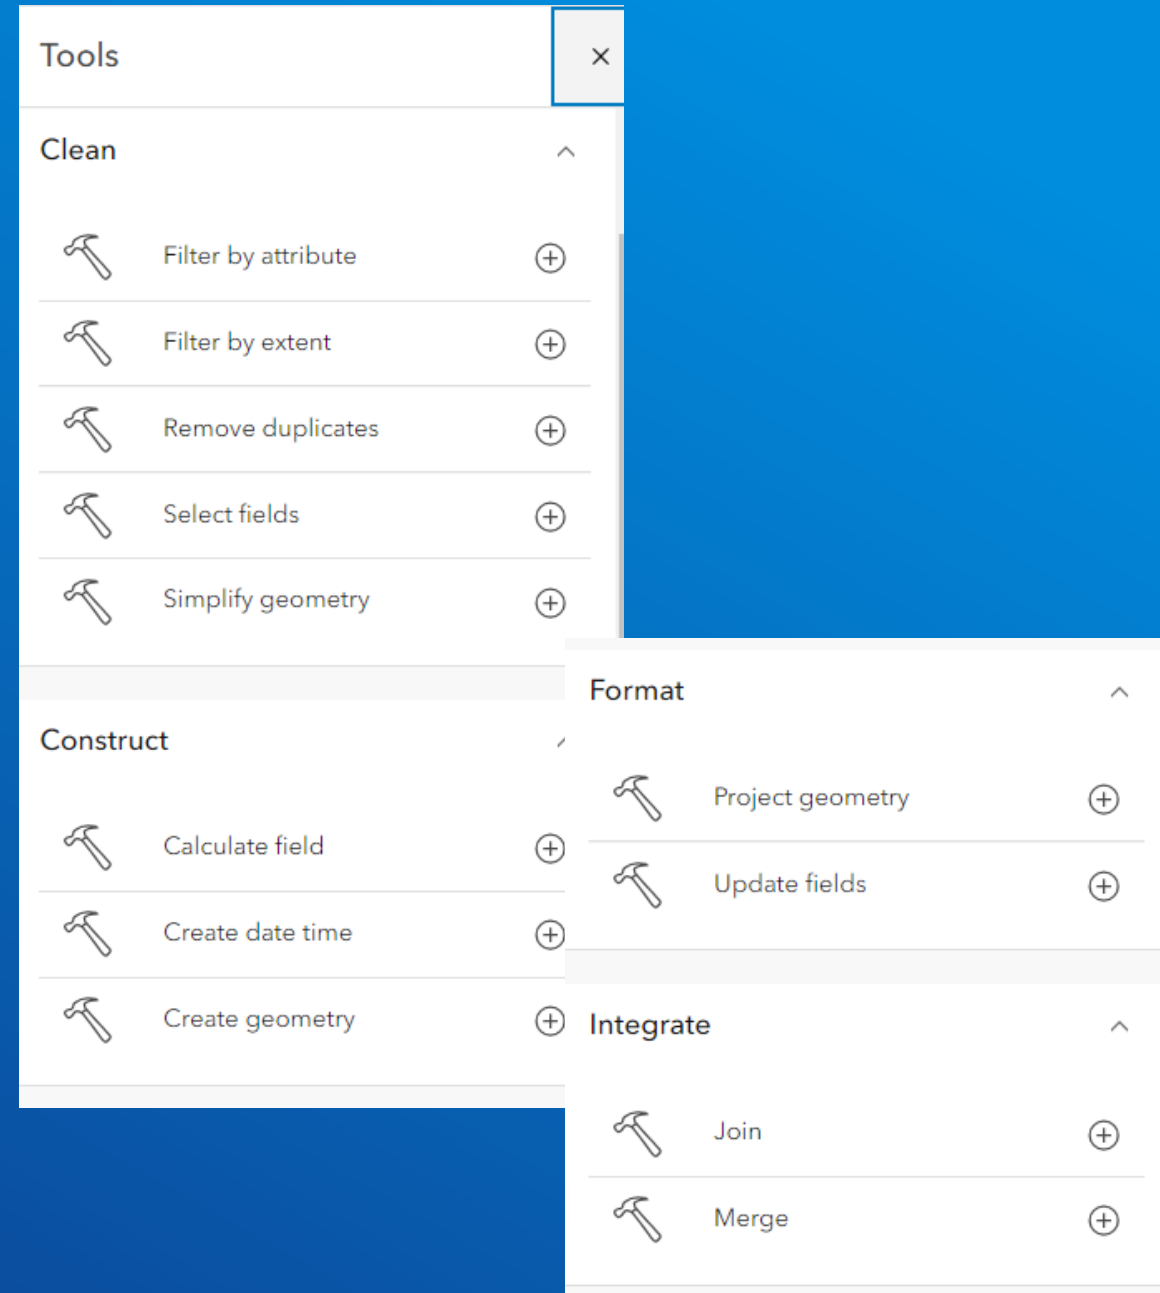 Tools
Clean
Filter by attribute
Filter by extent
Remove duplicates
Select fields
Simplify geometry
Construct
Calculate field
Create date time
Create geometry
Format
Project geometry
Update fields
Integrate
Join
Merge